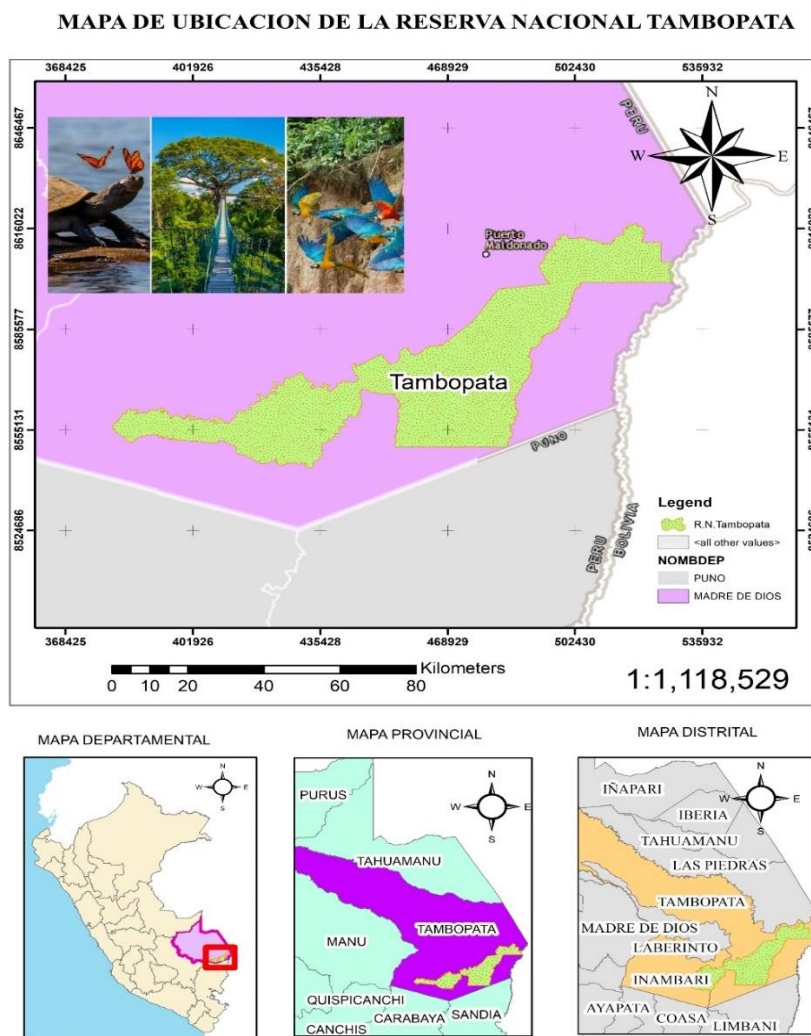 MAPA DE UBICACION DE LA RESERVA NACIONAL TAMBOPATA
368425 401926 435428 468929 502430 535932
8646467 8646467
8616022
8585577 8585577
8555131
8524686
N
W E
S
PERU
Puerto
Maldonado
Tambopata
PUNO
PERU
BOLIVIA
Legend
R.N.Tambopata
<all other values>
NOMBDEP
PUNO
MADRE DE DIOS
368425 401926 435428 468929 502430 535932
Kilometers
0 10 20 40 60 80
1:1,118,529
MAPA DEPARTAMENTAL
N
W E
S
MAPA PROVINCIAL
N
W E
S
PURUS
TAHUAMANU
TAMBOPATA
MANU
QUISPICANCHI
CARABAYA
SANDIA
CANCHIS
MAPA DISTRITAL
N
W E
S
IÑAPARI
IBERIA
TAHUAMANU
LAS PIEDRAS
TAMBOPATA
MADRE DE DIOS
LABERINTO
INAMBARI
AYAPATA
COASA
LIMBANI